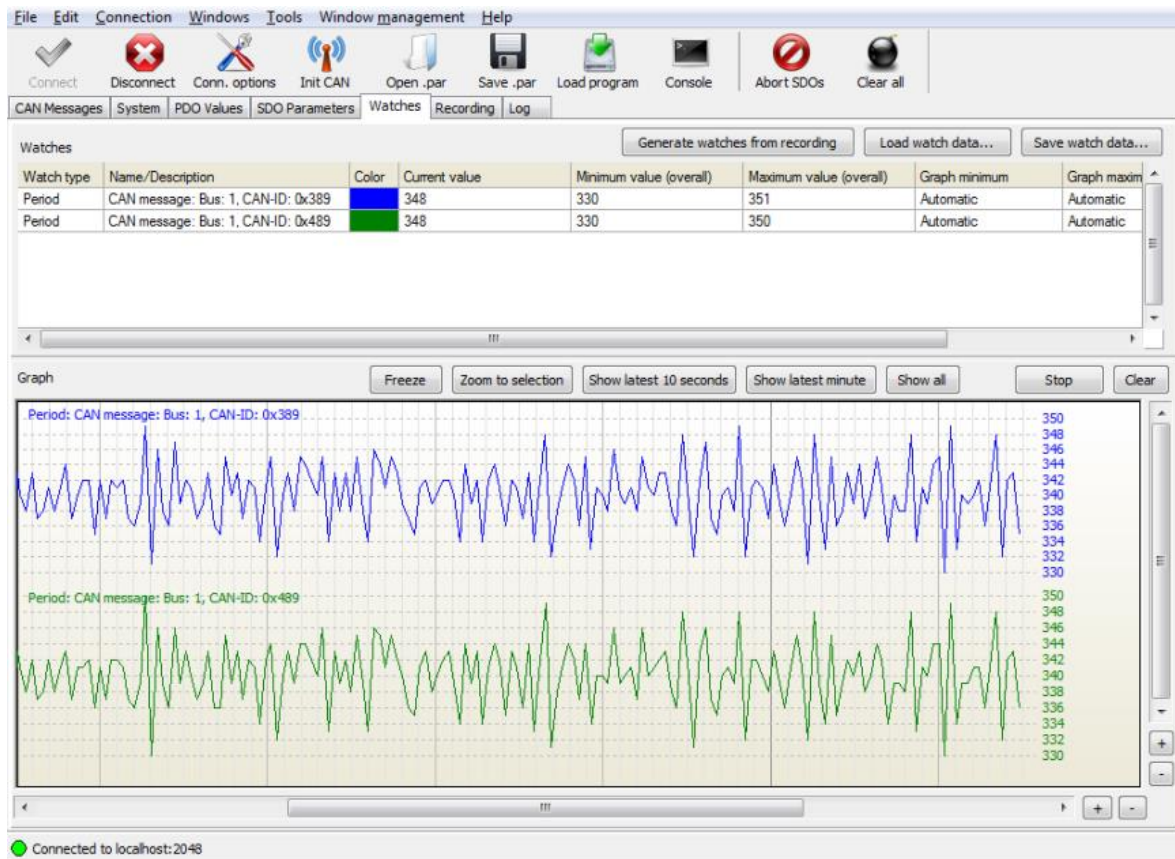 File Edit Connection Windows Tools Window management Help
Connect Disconnect Conn. options Init CAN Open .par Save .par Load program Console Abort SDOs Clear all
CAN Messages System PDO Values SDO Parameters Watches Recording Log
Watches Generate watches from recording Load watch data... Save watch data...
Watch type Name/Description Color Current value Minimum value (overall) Maximum value (overall) Graph minimum Graph maxim
Period CAN message: Bus: 1, CAN-ID: 0x389 348 330 351 Automatic Automatic
Period CAN message: Bus: 1, CAN-ID: 0x489 348 330 350 Automatic Automatic
Graph Freeze Zoom to selection Show latest 10 seconds Show latest minute Show all Stop Clear
Period: CAN message: Bus: 1, CAN-ID: 0x389
350
348
346
344
342
340
338
336
334
332
330
Period: CAN message: Bus: 1, CAN-ID: 0x489
350
348
346
344
342
340
338
336
334
332
330
+
-
+ -
Connected to localhost:2048